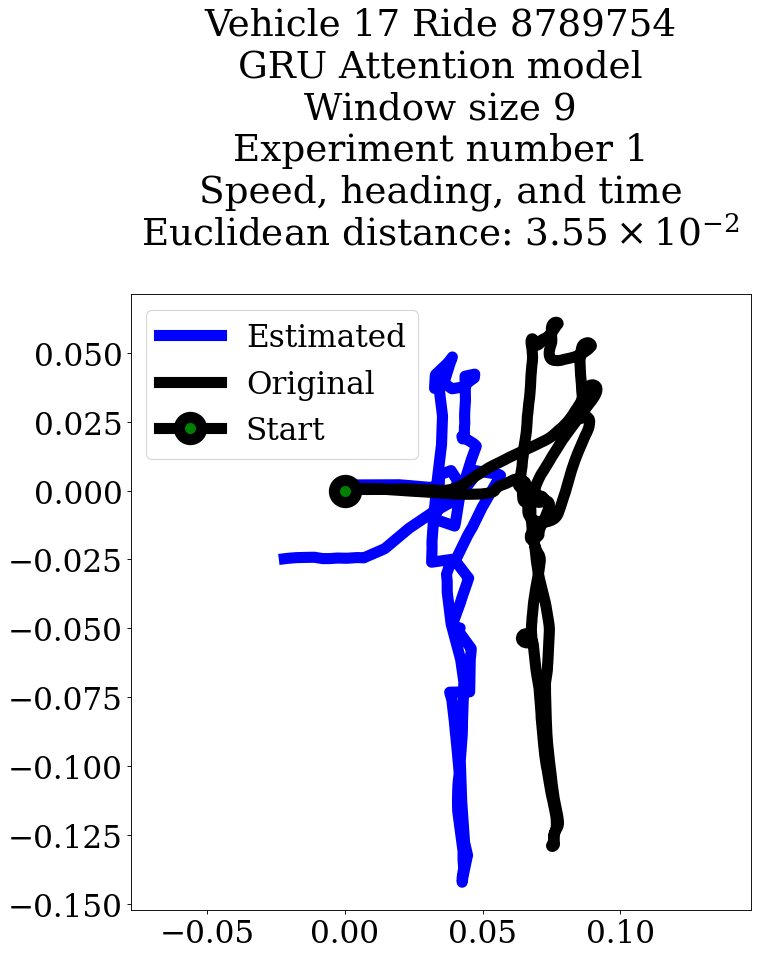 Vehicle 17 Ride 8789754
GRU Attention model
Window size 9
Experiment number 1
Speed, heading, and time
Euclidean distance: 3.55 × 10⁻²
Estimated
Original
Start
0.050
0.025
0.000
−0.025
−0.050
−0.075
−0.100
−0.125
−0.150
−0.05 0.00 0.05 0.10